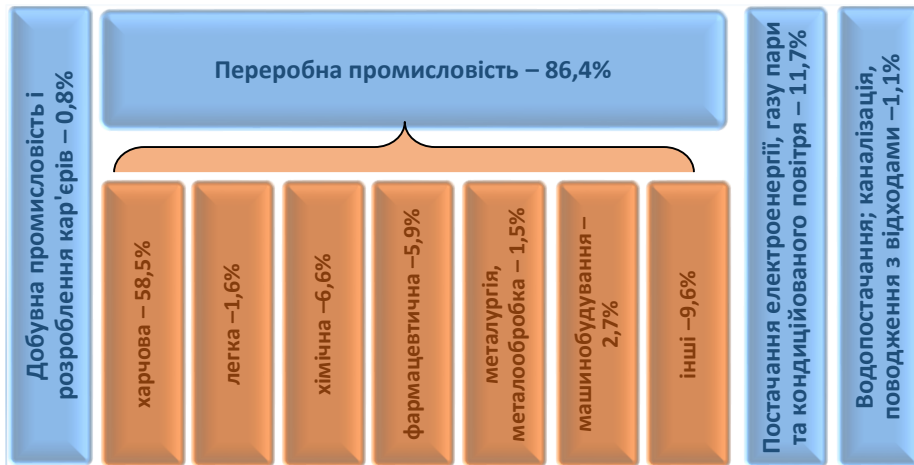 Добувна промисловість і
розроблення кар'єрів – 0,8%
Переробна промисловість – 86,4%
харчова – 58,5%
легка –1,6%
хімічна –6,6%
фармацевтична –5,9%
металургія,
металообробка – 1,5%
машинобудування –
2,7%
інші –9,6%
Постачання електроенергії, газу пари
та кондиційованого повітря – 11,7%
Водопостачання; каналізація,
поводження з відходами –1,1%